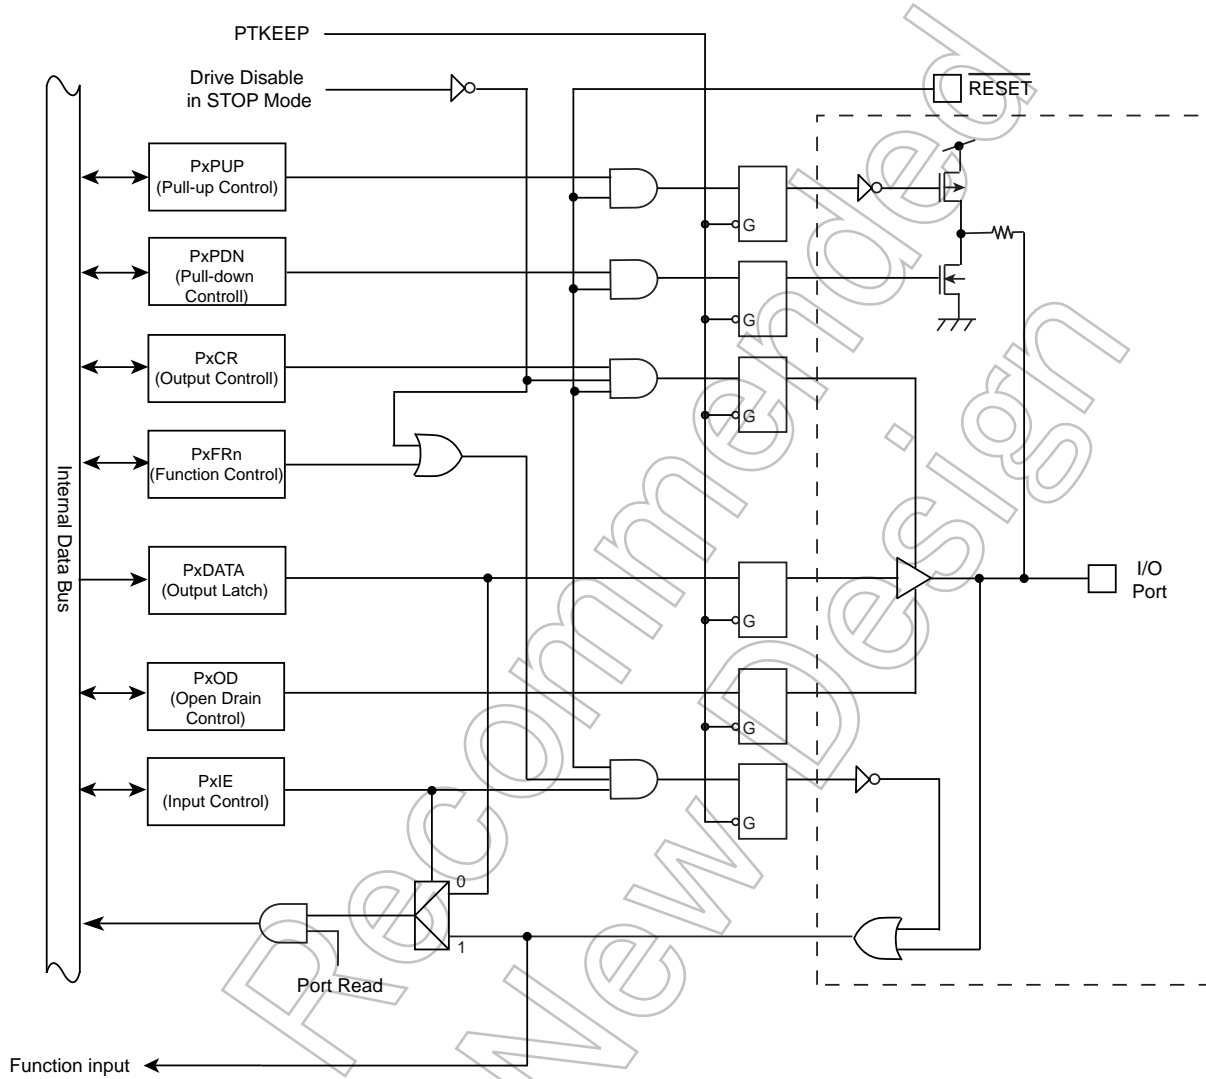 PTKEEP
Drive Disable
in STOP Mode
RESET
PxPUP
(Pull-up Control)
G
PxPDN
(Pull-down
Controll)
G
PxCR
(Output Controll)
G
PxFRn
(Function Control)
Internal Data Bus
PxDATA
(Output Latch)
G
I/O
Port
PxOD
(Open Drain
Control)
G
PxIE
(Input Control)
G
0
1
Port Read
Function input
Recommended
New Design